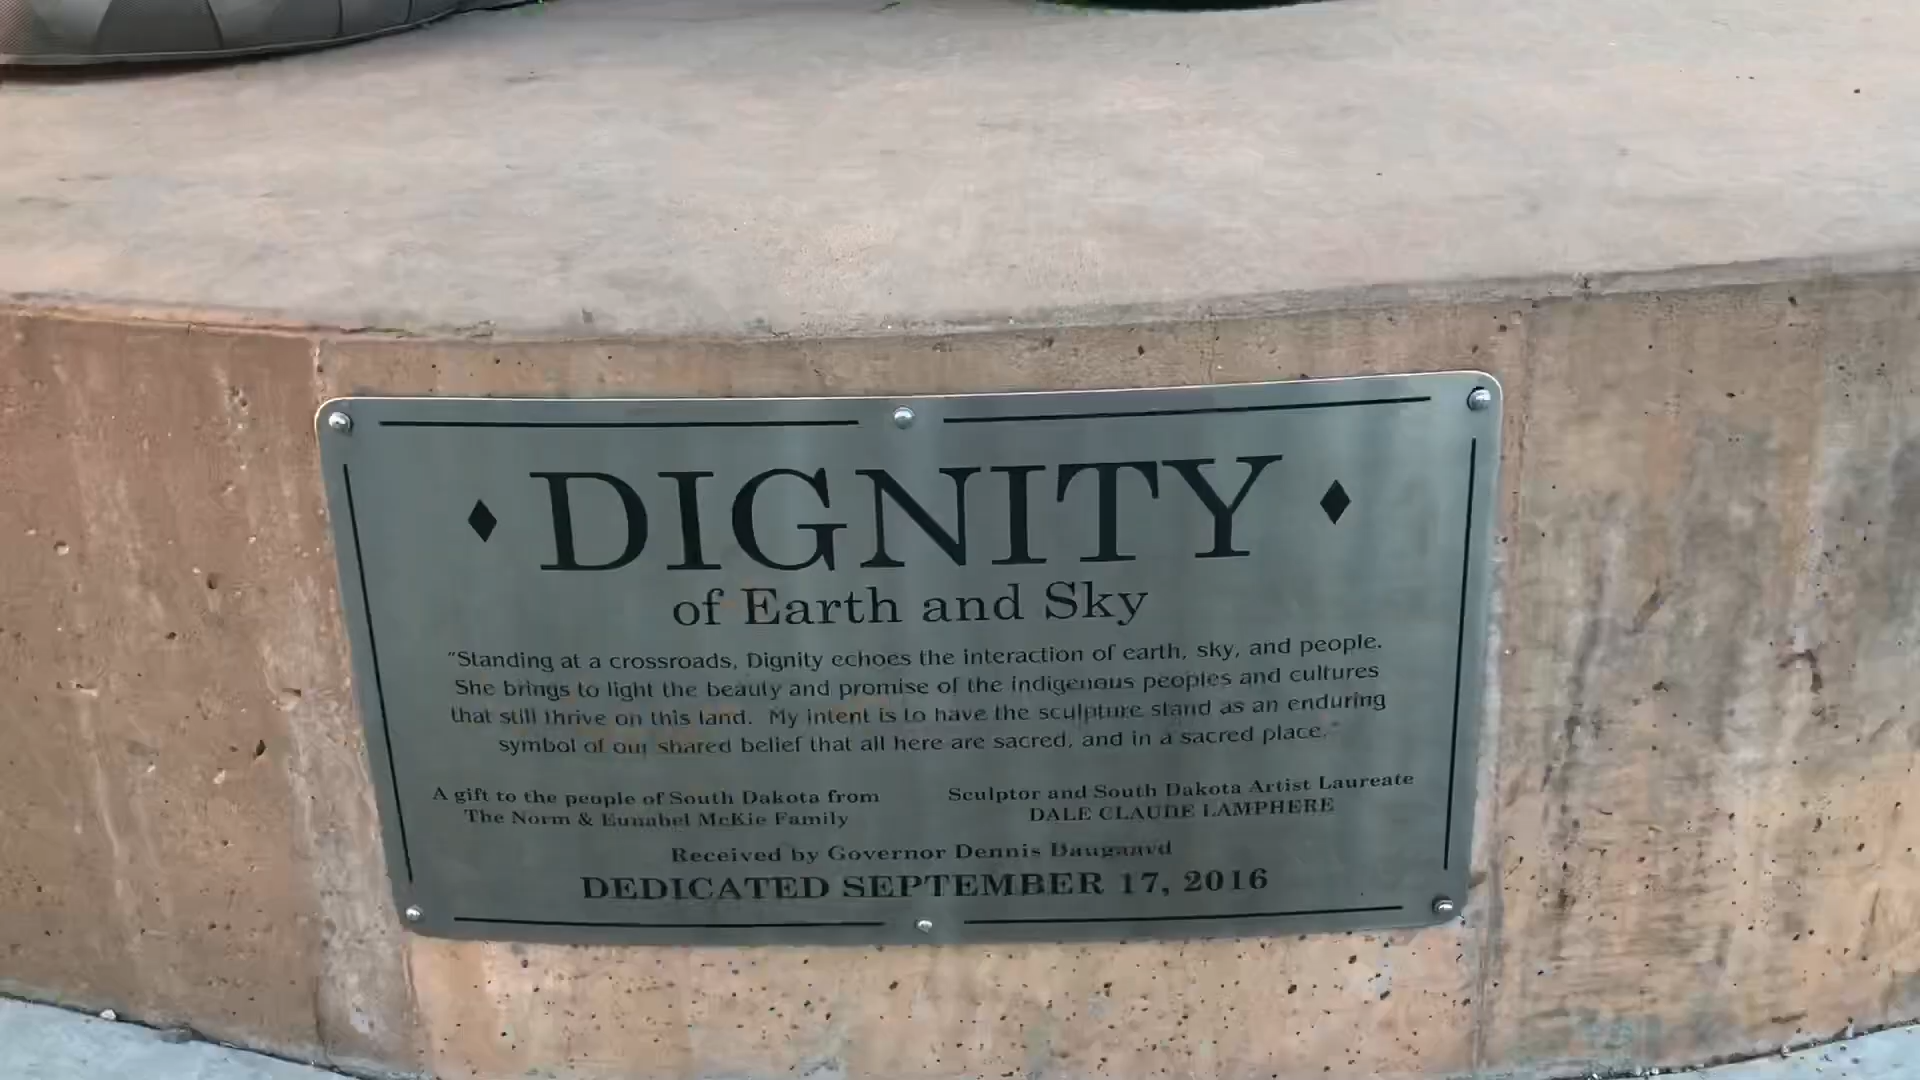 DIGNITY
of Earth and Sky
"Standing at a crossroads, Dignity echoes the interaction of earth, sky, and people.
She brings to light the beauty and promise of the indigenous peoples and cultures
that still thrive on this land. My intent is to have the sculpture stand as an enduring
symbol of our shared belief that all here are sacred, and in a sacred place."
A gift to the people of South Dakota from
The Norm & Eunabel McKie Family
Sculptor and South Dakota Artist Laureate
DALE CLAUDE LAMPHERE
Received by Governor Dennis Daugaard
DEDICATED SEPTEMBER 17, 2016